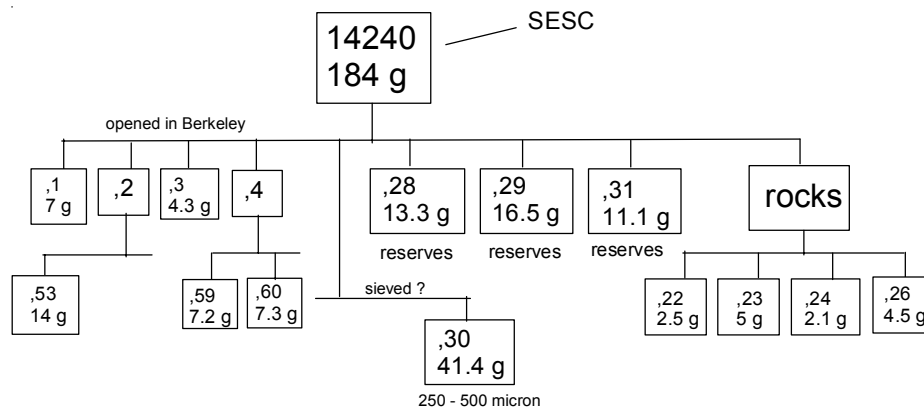 SESC
14240
184 g
opened in Berkeley
,1
7 g
,2
,3
4.3 g
,4
,28
13.3 g
reserves
,29
16.5 g
reserves
,31
11.1 g
reserves
rocks
,53
14 g
,59
7.2 g
,60
7.3 g
sieved ?
,30
41.4 g
250 - 500 micron
,22
2.5 g
,23
5 g
,24
2.1 g
,26
4.5 g